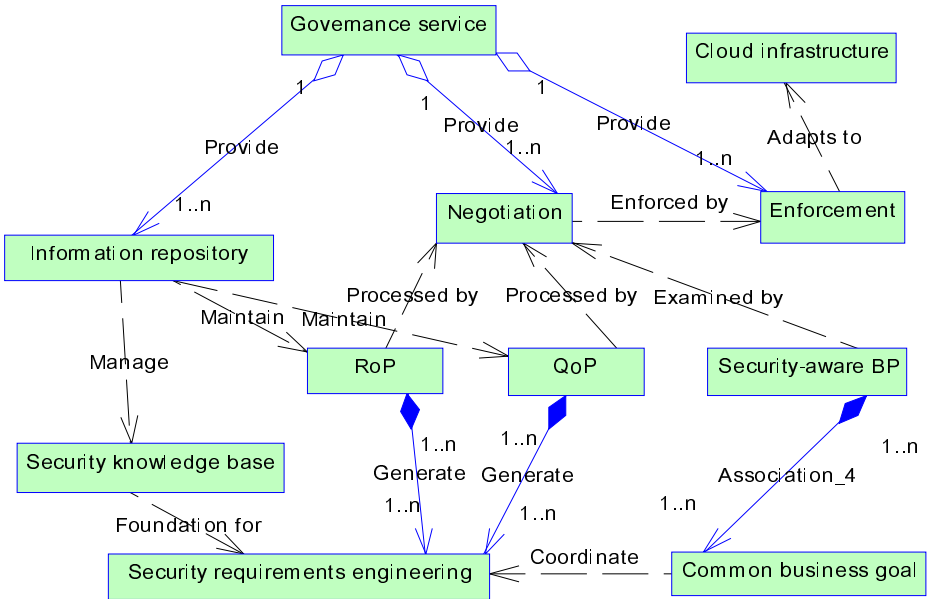 Governance service
Cloud infrastructure
1
1
1
Adapts to
Provide
Provide
Provide
1..n
1..n
1..n
Negotiation
Enforced by
Enforcement
Information repository
Processed by
Processed by
Examined by
Maintain
Maintain
Manage
RoP
QoP
Security-aware BP
1..n
1..n
1..n
Security knowledge base
Generate
Generate
Association_4
1..n
1..n
1..n
Foundation for
Coordinate
Security requirements engineering
Common business goal